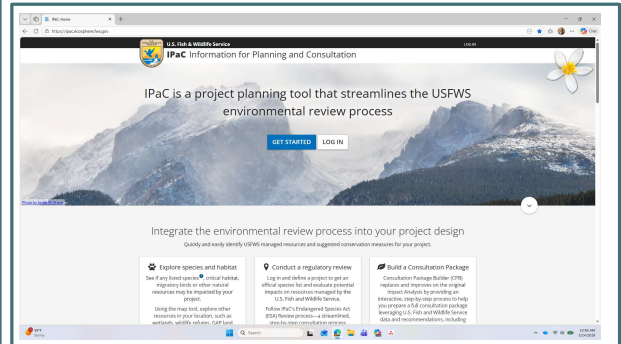 IPaC: Home
https://ipac.ecosphere.fws.gov
Chat
U.S. Fish & Wildlife Service
LOG IN
IPaC Information for Planning and Consultation
IPaC is a project planning tool that streamlines the USFWS
environmental review process
GET STARTED
LOG IN
Integrate the environmental review process into your project design
Quickly and easily identify USFWS managed resources and suggested conservation measures for your project.
Explore species and habitat
See if any listed species, critical habitat,
migratory birds or other natural
resources may be impacted by your
project.
Using the map tool, explore other
resources in your location, such as
wetlands, wildlife refuges, GAP land
Conduct a regulatory review
Log in and define a project to get an
official species list and evaluate potential
impacts on resources managed by the
U.S. Fish and Wildlife Service.
Follow IPaC's Endangered Species Act
(ESA) Review process—a streamlined,
step-by-step consultation process
Build a Consultation Package
Consultation Package Builder (CPB)
replaces and improves on the original
Impact Analysis by providing an
interactive, step-by-step process to help
you prepare a full consultation package
leveraging U.S. Fish and Wildlife Service
data and recommendations, including
Sunny
Search